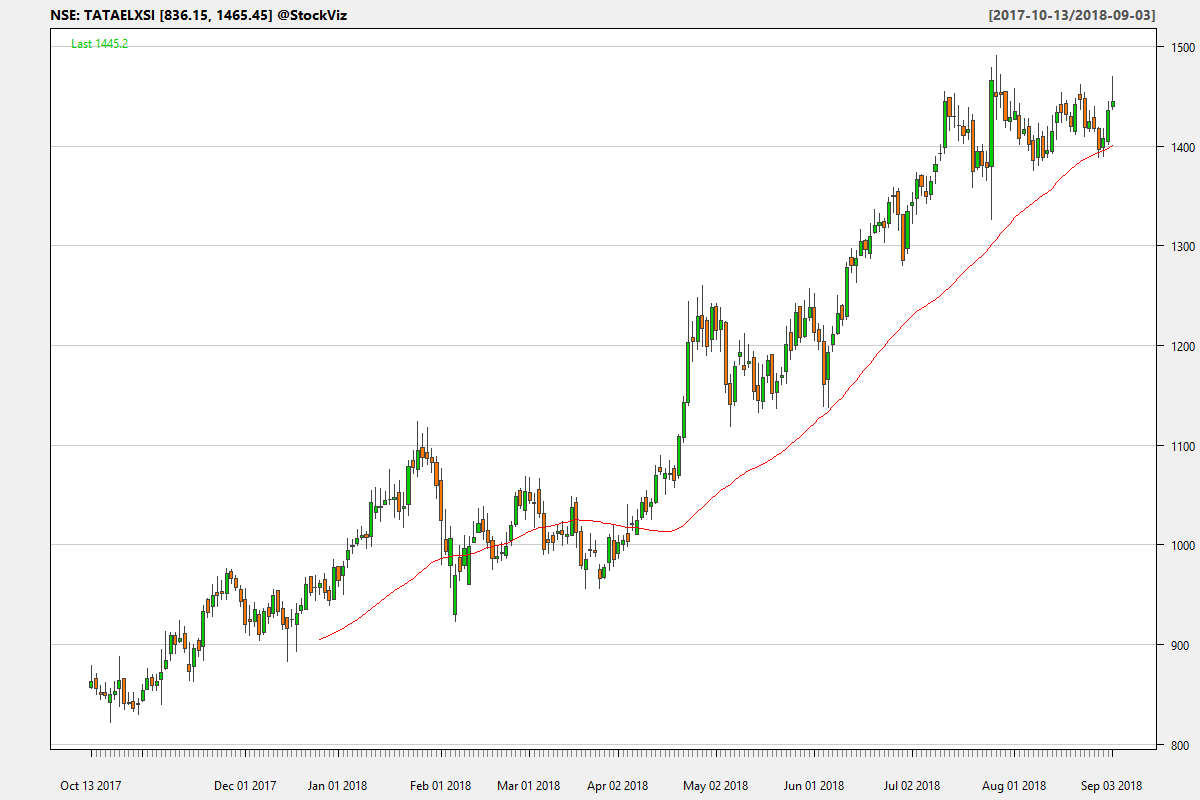 NSE: TATAELXSI [836.15, 1465.45] @StockViz
[2017-10-13/2018-09-03]
Last 1445.2
1500
1400
1300
1200
1100
1000
900
800
Oct 13 2017
Dec 01 2017
Jan 01 2018
Feb 01 2018
Mar 01 2018
Apr 02 2018
May 02 2018
Jun 01 2018
Jul 02 2018
Aug 01 2018
Sep 03 2018